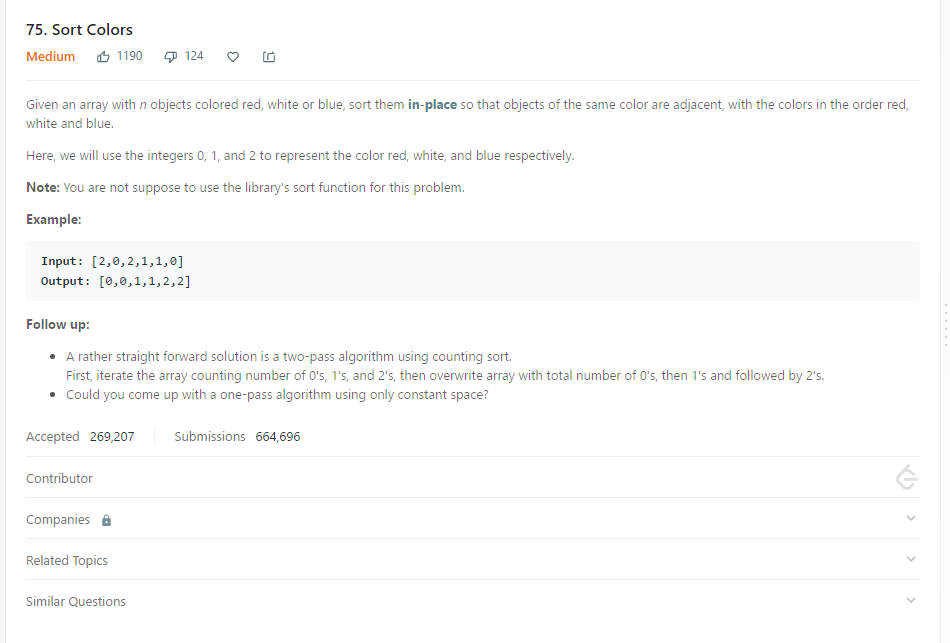 75. Sort Colors
Medium 1190 124
Given an array with n objects colored red, white or blue, sort them in-place so that objects of the same color are adjacent, with the colors in the order red,
white and blue.
Here, we will use the integers 0, 1, and 2 to represent the color red, white, and blue respectively.
Note: You are not suppose to use the library's sort function for this problem.
Example:
Input: [2,0,2,1,1,0]
Output: [0,0,1,1,2,2]
Follow up:
• A rather straight forward solution is a two-pass algorithm using counting sort.
First, iterate the array counting number of 0's, 1's, and 2's, then overwrite array with total number of 0's, then 1's and followed by 2's.
• Could you come up with a one-pass algorithm using only constant space?
Accepted 269,207 Submissions 664,696
Contributor
Companies
Related Topics
Similar Questions